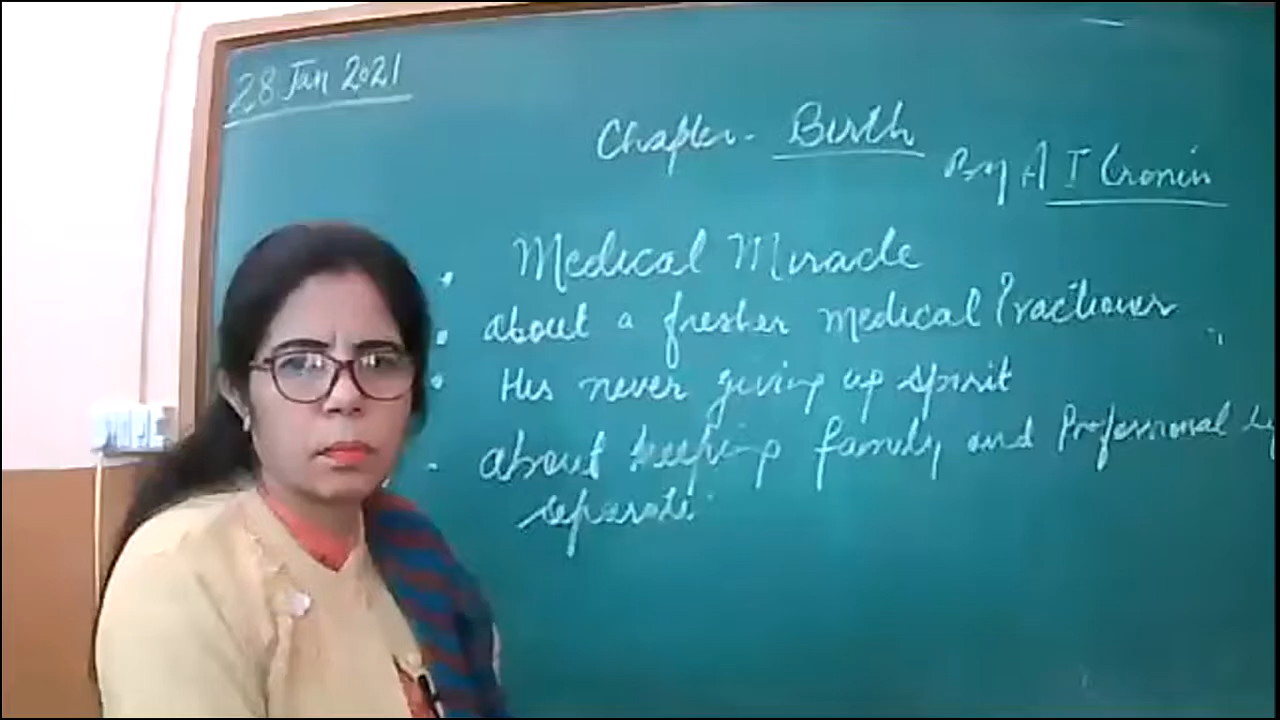 28 Jan 2021
Chapter - Birth
By A J Cronin
• Medical Miracle
• about a fresher medical Practioner
• His never giving up spirit
- about keeping family and Professional
separate.